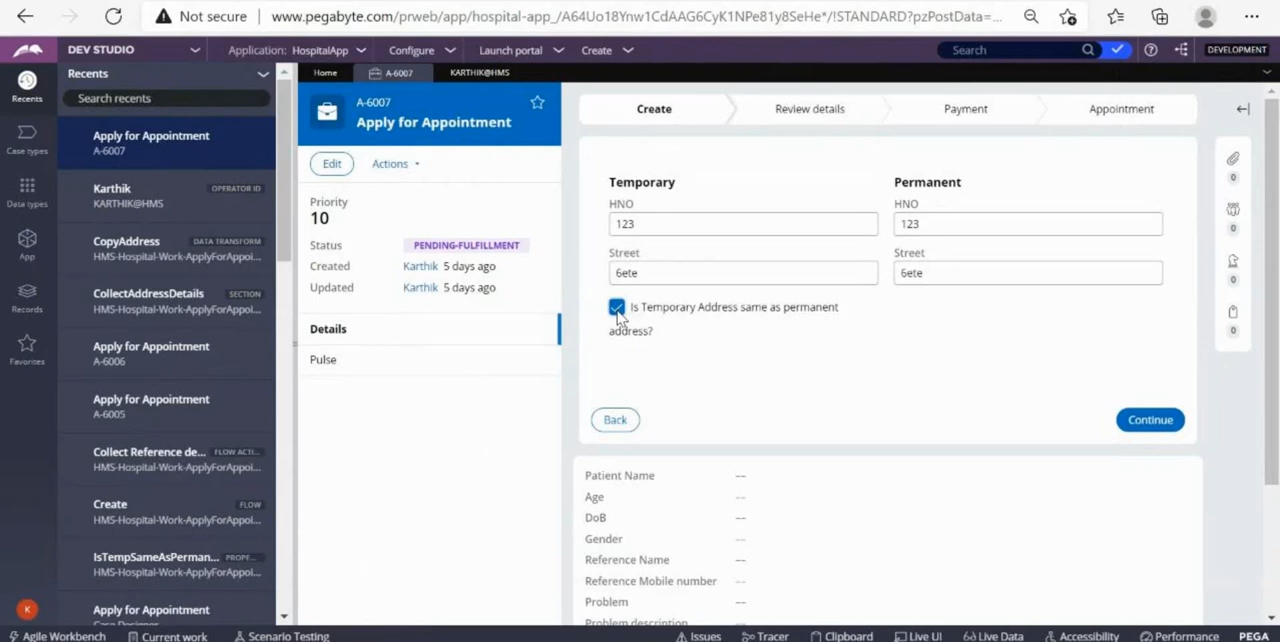 Not secure www.pegabyte.com/prweb/app/hospital-app_/A64Uo18Ynw1CdAAG6CyK1NPe81y8SeHe*/!STANDARD?pzPostData=...
DEV STUDIO Application: HospitalApp Configure Launch portal Create Search DEVELOPMENT
Recents
Recents
Search recents
Case types
Data types
App
Records
Favorites
K
Apply for Appointment
A-6007
Karthik OPERATOR ID
KARTHIK@HMS
CopyAddress DATA TRANSFORM
HMS-Hospital-Work-ApplyForAppoi...
CollectAddressDetails SECTION
HMS-Hospital-Work-ApplyForAppoi...
Apply for Appointment
A-6006
Apply for Appointment
A-6005
Collect Reference de... FLOW ACTI...
HMS-Hospital-Work-ApplyForAppoi...
Create FLOW
HMS-Hospital-Work-ApplyForAppoi...
IsTempSameAsPerman... PROPE...
HMS-Hospital-Work-ApplyForAppoi...
Apply for Appointment
Home A-6007 KARTHIK@HMS
A-6007
Apply for Appointment
Edit Actions
Priority
10
Status PENDING-FULFILLMENT
Created Karthik 5 days ago
Updated Karthik 5 days ago
Details
Pulse
Create Review details Payment Appointment
Temporary Permanent
HNO HNO
123 123
Street Street
6ete 6ete
Is Temporary Address same as permanent
address?
Back Continue
0
0
0
0
Patient Name --
Age --
DoB --
Gender --
Reference Name --
Reference Mobile number --
Problem --
Problem description
Agile Workbench Current work Scenario Testing Issues Tracer Clipboard Live UI Live Data Accessibility Performance PEGA